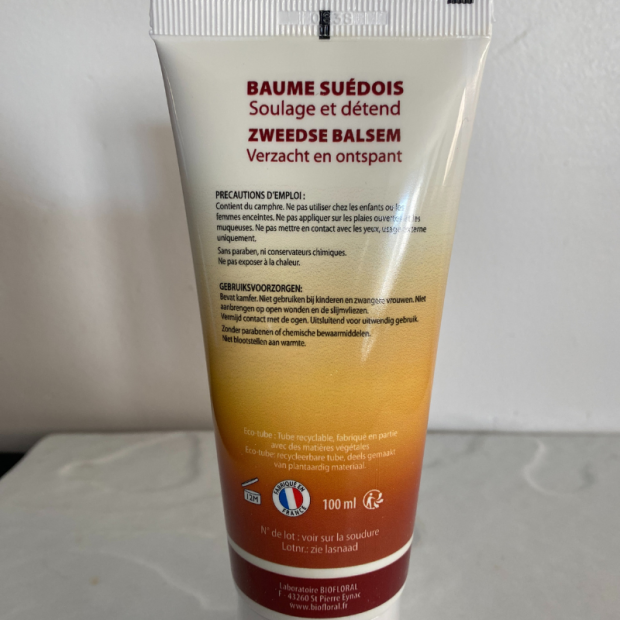 BAUME SUÉDOIS
Soulage et détend
ZWEEDSE BALSEM
Verzacht en ontspant
PRECAUTIONS D'EMPLOI :
Contient du camphre. Ne pas utiliser chez les enfants ou les
femmes enceintes. Ne pas appliquer sur les plaies ouvertes et les
muqueuses. Ne pas mettre en contact avec les yeux, usage externe
uniquement.
Sans paraben, ni conservateurs chimiques.
Ne pas exposer à la chaleur.
GEBRUIKSVOORZORGEN:
Bevat kamfer. Niet gebruiken bij kinderen en zwangere vrouwen. Niet
aanbrengen op open wonden en de slijmvliezen.
Vermijd contact met de ogen. Uitsluitend voor uitwendig gebruik.
Zonder parabenen of chemische bewaarmiddelen.
Niet blootstellen aan warmte.
Eco-tube : Tube recyclable, fabriqué en partie
avec des matières végétales
Eco-tube: recycleerbare tube, deels gemaakt
van plantaardig materiaal.
12M
FABRIQUÉ EN
FRANCE
100 ml
N° de lot : voir sur la soudure
Lotnr.: zie lasnaad
Laboratoire BIOFLORAL
F - 43260 St Pierre Eynac
www.biofloral.fr